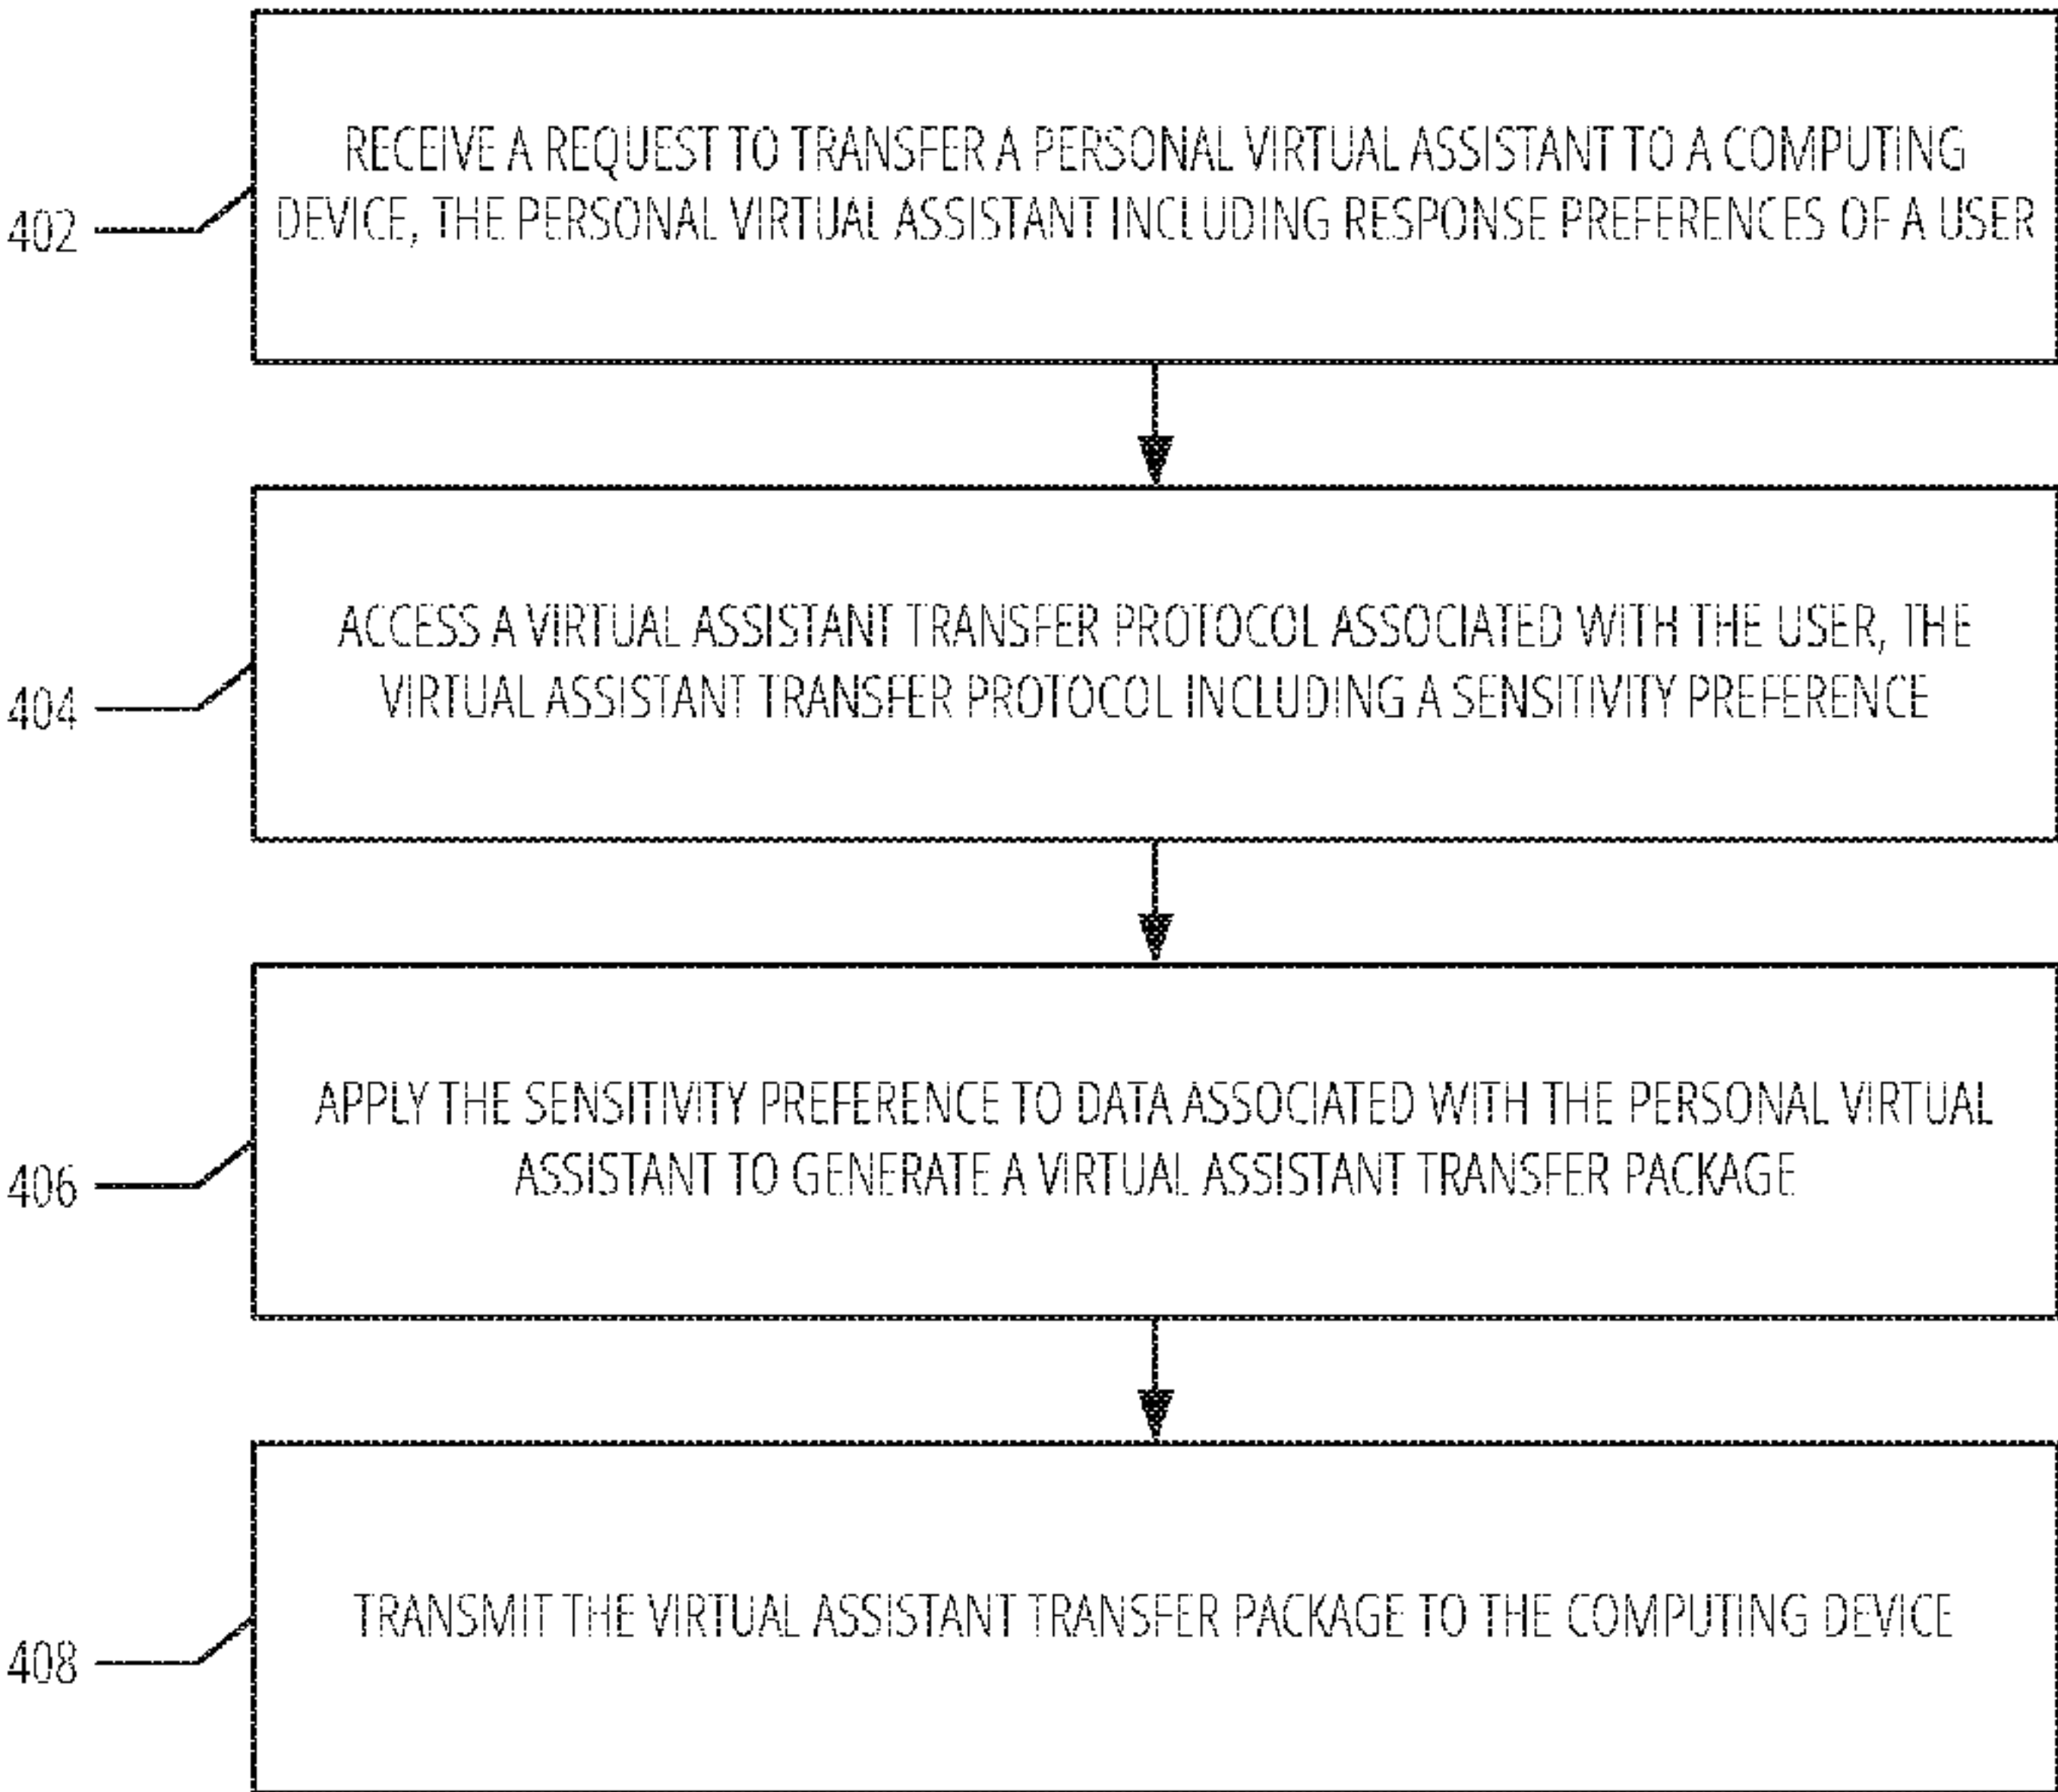 RECEIVE A REQUEST TO TRANSFER A PERSONAL VIRTUAL ASSISTANT TO A COMPUTING
DEVICE, THE PERSONAL VIRTUAL ASSISTANT INCLUDING RESPONSE PREFERENCES OF A USER
402
ACCESS A VIRTUAL ASSISTANT TRANSFER PROTOCOL ASSOCIATED WITH THE USER, THE
VIRTUAL ASSISTANT TRANSFER PROTOCOL INCLUDING A SENSITIVITY PREFERENCE
404
APPLY THE SENSITIVITY PREFERENCE TO DATA ASSOCIATED WITH THE PERSONAL VIRTUAL
ASSISTANT TO GENERATE A VIRTUAL ASSISTANT TRANSFER PACKAGE
406
TRANSMIT THE VIRTUAL ASSISTANT TRANSFER PACKAGE TO THE COMPUTING DEVICE
408